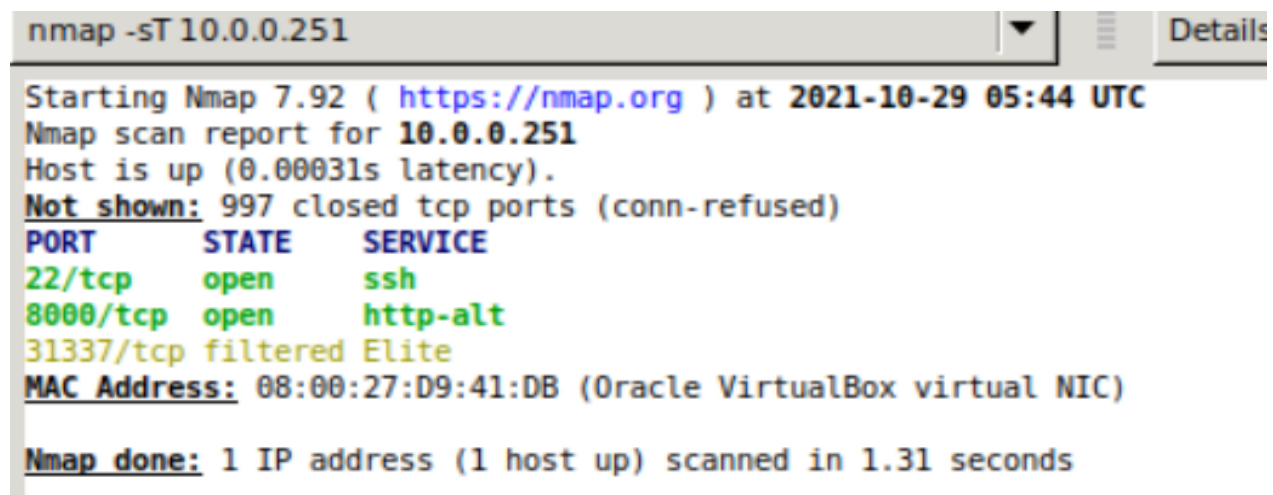 nmap -sT 10.0.0.251 Details
Starting Nmap 7.92 ( https://nmap.org ) at 2021-10-29 05:44 UTC
Nmap scan report for 10.0.0.251
Host is up (0.00031s latency).
Not shown: 997 closed tcp ports (conn-refused)
PORT STATE SERVICE
22/tcp open ssh
8000/tcp open http-alt
31337/tcp filtered Elite
MAC Address: 08:00:27:D9:41:DB (Oracle VirtualBox virtual NIC)
Nmap done: 1 IP address (1 host up) scanned in 1.31 seconds